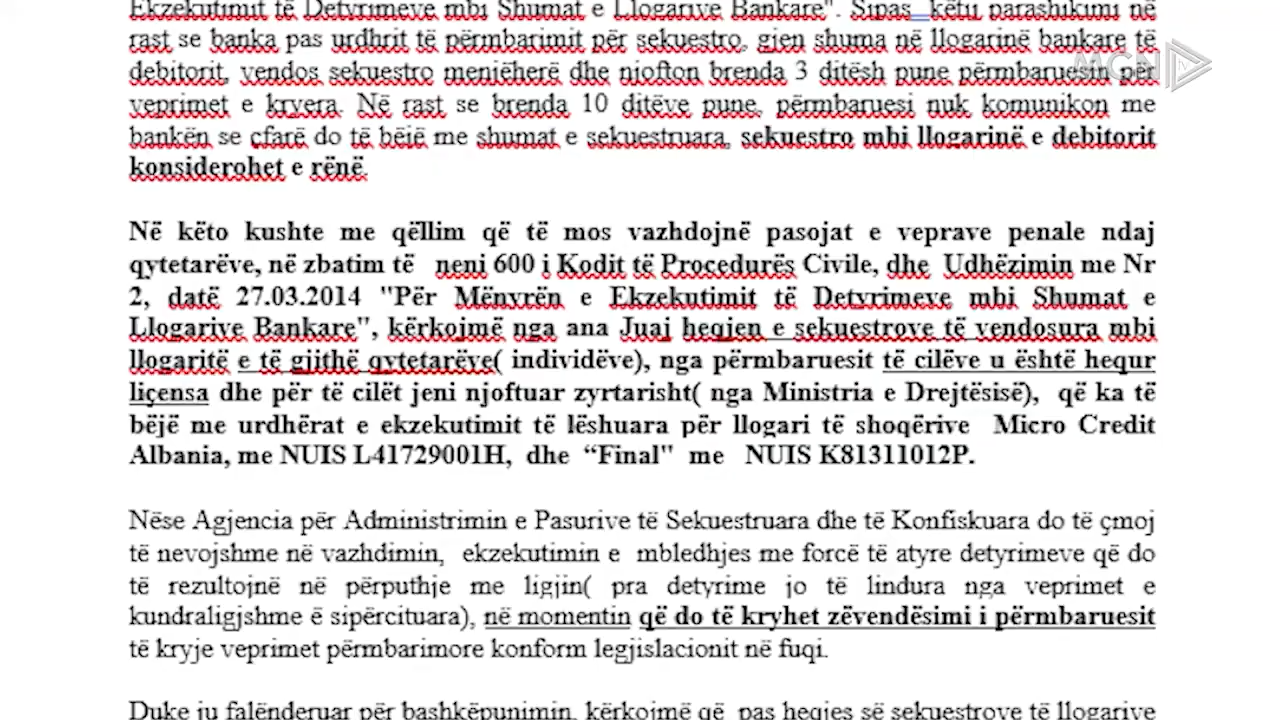 Ekzekutimit të Detyrimeve mbi Shumat e Llogarive Bankare". Sipas këtij parashikimi në
rast se banka pas urdhrit të përmbarimit për sekuestro, gjen shuma në llogarinë bankare të
debitorit, vendos sekuestro menjëherë dhe njofton brenda 3 ditësh pune përmbaruesin për
veprimet e kryera. Në rast se brenda 10 ditëve pune, përmbaruesi nuk komunikon me
bankën se çfarë do të bëjë me shumat e sekuestruara, sekuestro mbi llogarinë e debitorit
konsiderohet e rënë.
Në këto kushte me qëllim që të mos vazhdojnë pasojat e veprave penale ndaj
qytetarëve, në zbatim të neni 600 i Kodit të Procedurës Civile, dhe Udhëzimin me Nr
2, datë 27.03.2014 "Për Mënyrën e Ekzekutimit të Detyrimeve mbi Shumat e
Llogarive Bankare", kërkojmë nga ana Juaj heqjen e sekuestrove të vendosura mbi
llogaritë e të gjithë qytetarëve( individëve), nga përmbaruesit të cilëve u është hequr
liçensa dhe për të cilët jeni njoftuar zyrtarisht( nga Ministria e Drejtësisë), që ka të
bëjë me urdhërat e ekzekutimit të lëshuara për llogari të shoqërive Micro Credit
Albania, me NUIS L41729001H, dhe “Final" me NUIS K81311012P.
Nëse Agjencia për Administrimin e Pasurive të Sekuestruara dhe të Konfiskuara do të çmoj
të nevojshme në vazhdimin, ekzekutimin e mbledhjes me forcë të atyre detyrimeve që do
të rezultojnë në përputhje me ligjin( pra detyrime jo të lindura nga veprimet e
kundraligjshme ë sipërcituara), në momentin që do të kryhet zëvendësimi i përmbaruesit
të kryje veprimet përmbarimore konform legjislacionit në fuqi.
Duke ju falënderuar për bashkëpunimin, kërkojmë që pas heqjes së sekuestrove të llogarive
MCN TV